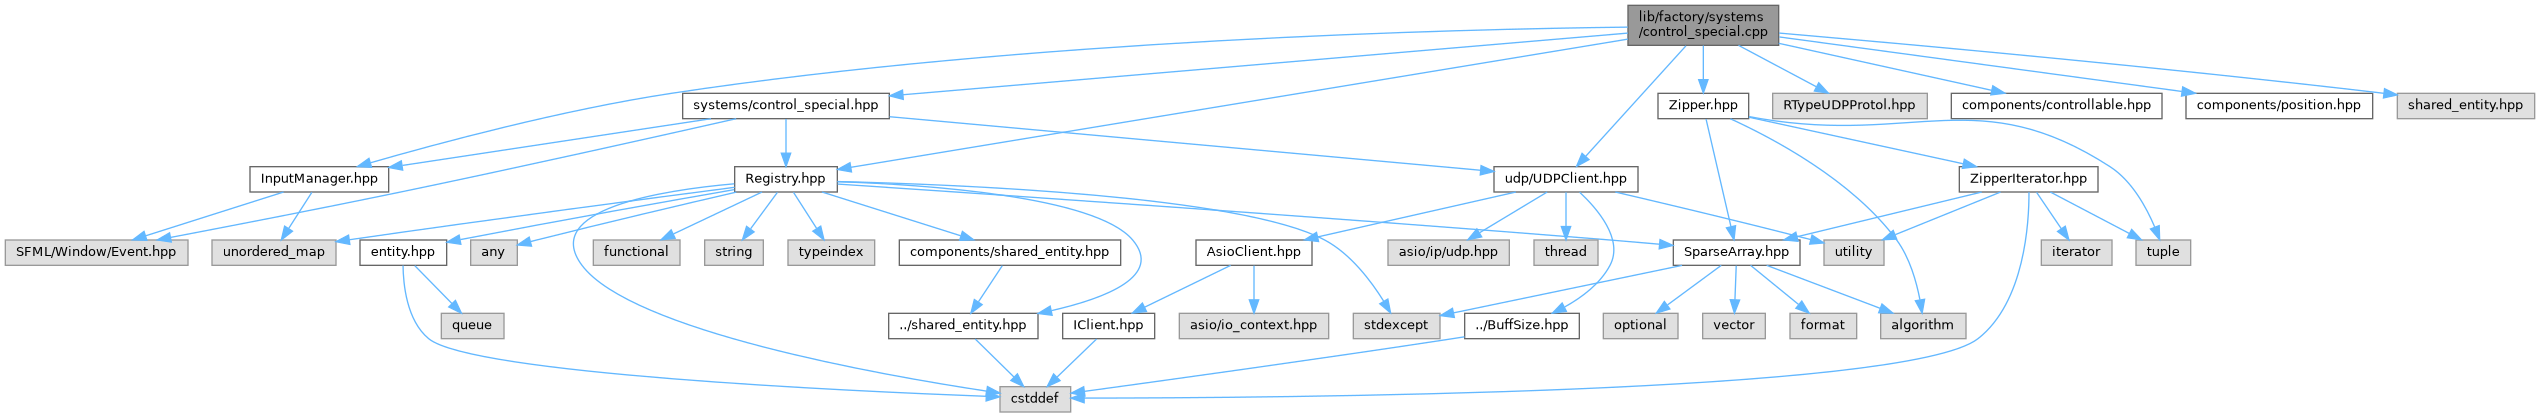 lib/factory/systems
/control_special.cpp
systems/control_special.hpp
Zipper.hpp
RTypeUDPProtol.hpp
components/controllable.hpp
components/position.hpp
shared_entity.hpp
InputManager.hpp
Registry.hpp
udp/UDPClient.hpp
ZipperIterator.hpp
SFML/Window/Event.hpp
unordered_map
entity.hpp
any
functional
string
typeindex
components/shared_entity.hpp
AsioClient.hpp
asio/ip/udp.hpp
thread
SparseArray.hpp
utility
iterator
tuple
queue
../shared_entity.hpp
IClient.hpp
asio/io_context.hpp
stdexcept
../BuffSize.hpp
optional
vector
format
algorithm
cstddef